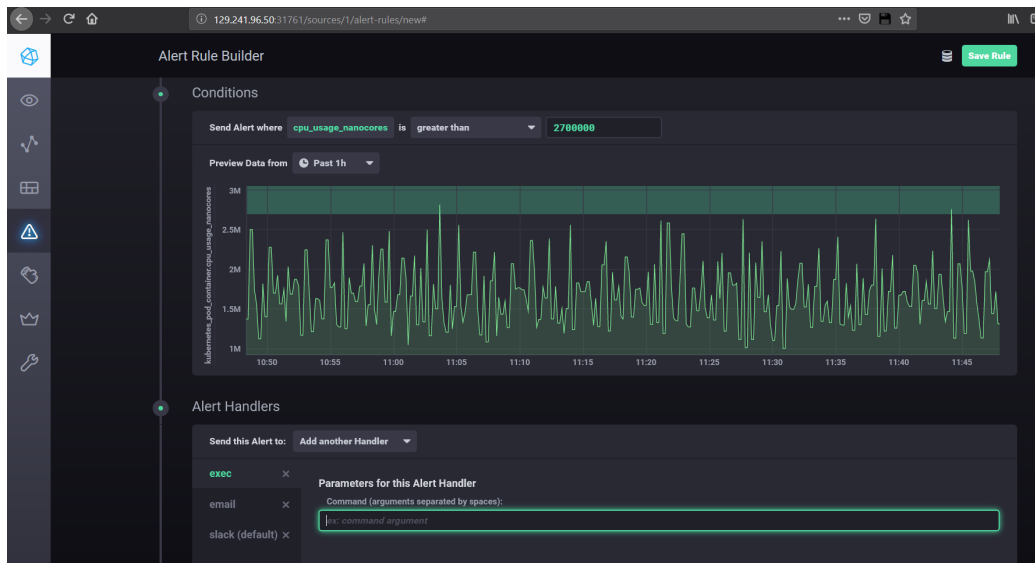 129.241.96.50:31761/sources/1/alert-rules/new#
Alert Rule Builder
Save Rule
Conditions
Send Alert where cpu_usage_nanocores is greater than 2700000
Preview Data from Past 1h
kubernetes_pod_container.cpu_usage_nanocores
3M
2.5M
2M
1.5M
1M
10:50 10:55 11:00 11:05 11:10 11:15 11:20 11:25 11:30 11:35 11:40 11:45
Alert Handlers
Send this Alert to: Add another Handler
exec ×
email ×
slack (default) ×
Parameters for this Alert Handler
Command (arguments separated by spaces):
ex: command argument